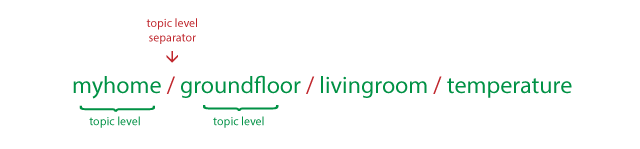 topic level
separator
myhome / groundfloor / livingroom / temperature
topic level
topic level